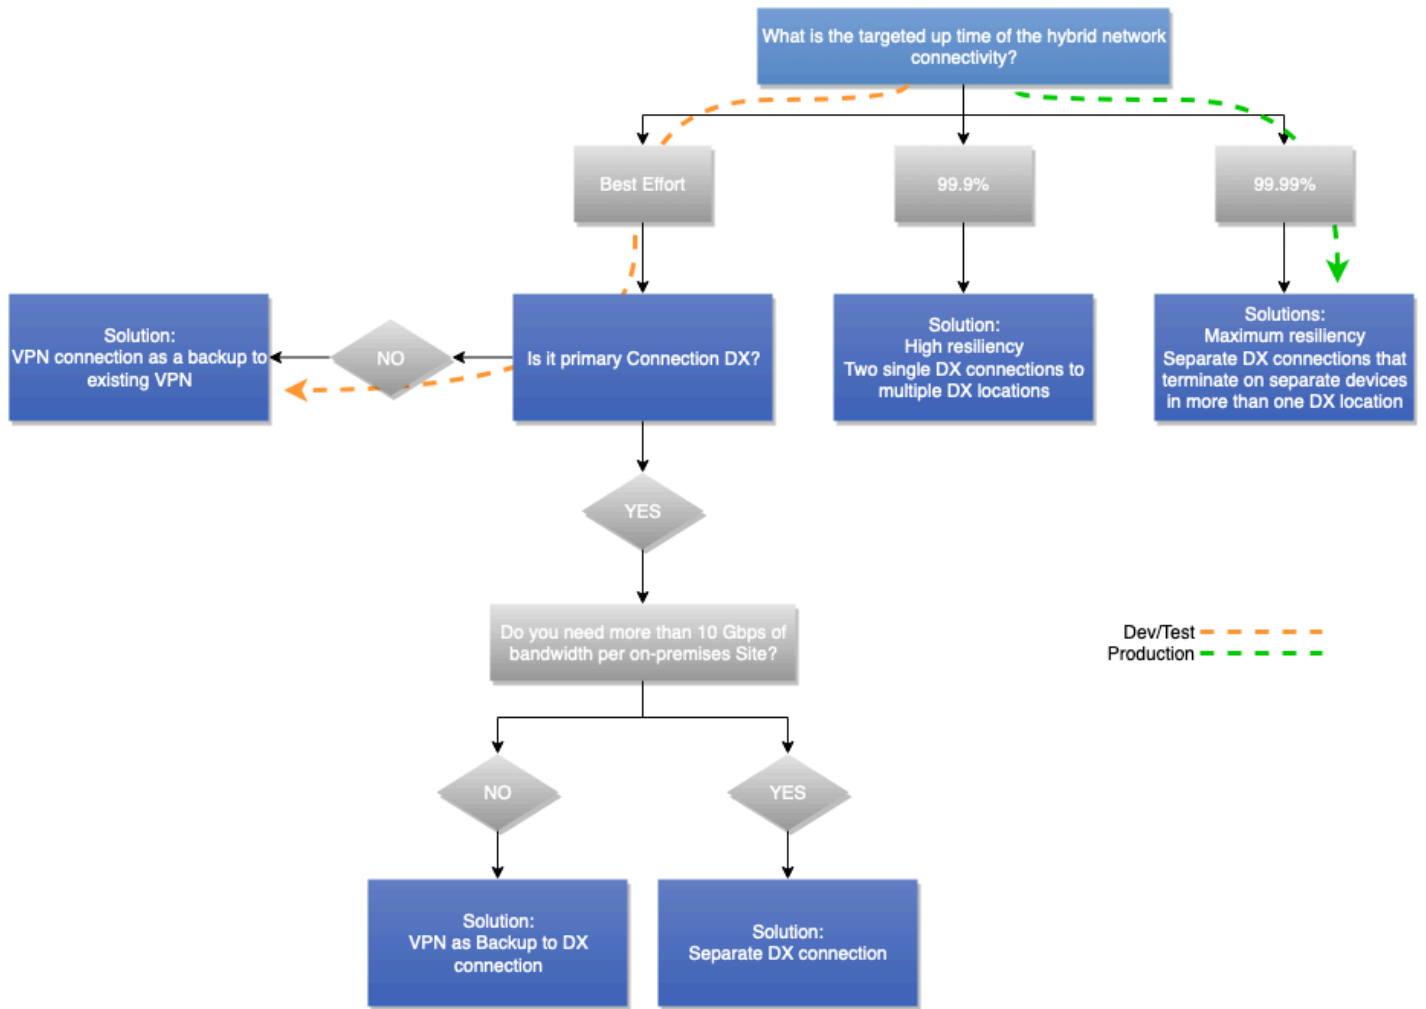 What is the targeted up time of the hybrid network
connectivity?
Best Effort
99.9%
99.99%
Solution:
VPN connection as a backup to
existing VPN
NO
Is it primary Connection DX?
Solution:
High resiliency
Two single DX connections to
multiple DX locations
Solutions:
Maximum resiliency
Separate DX connections that
terminate on separate devices
in more than one DX location
YES
Do you need more than 10 Gbps of
bandwidth per on-premises Site?
Dev/Test
Production
NO
YES
Solution:
VPN as Backup to DX
connection
Solution:
Separate DX connection